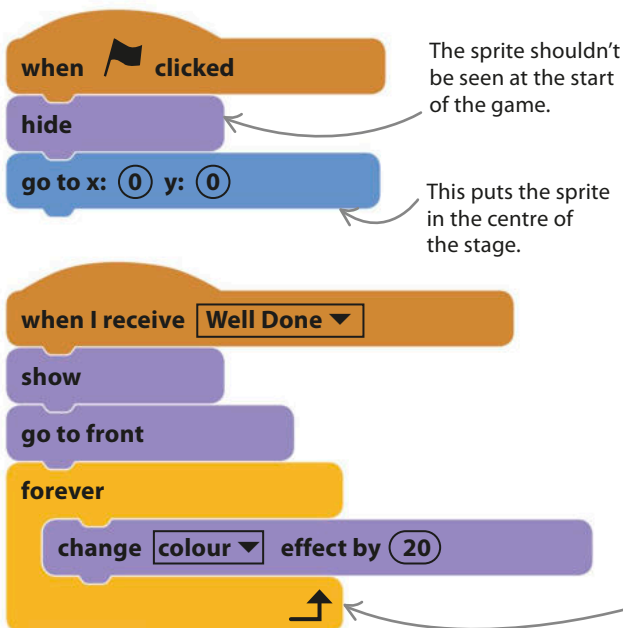 when clicked
The sprite shouldn't
be seen at the start
of the game.
hide
go to x: 0 y: 0
This puts the sprite
in the centre of
the stage.
when I receive Well Done
show
go to front
forever
change colour effect by 20